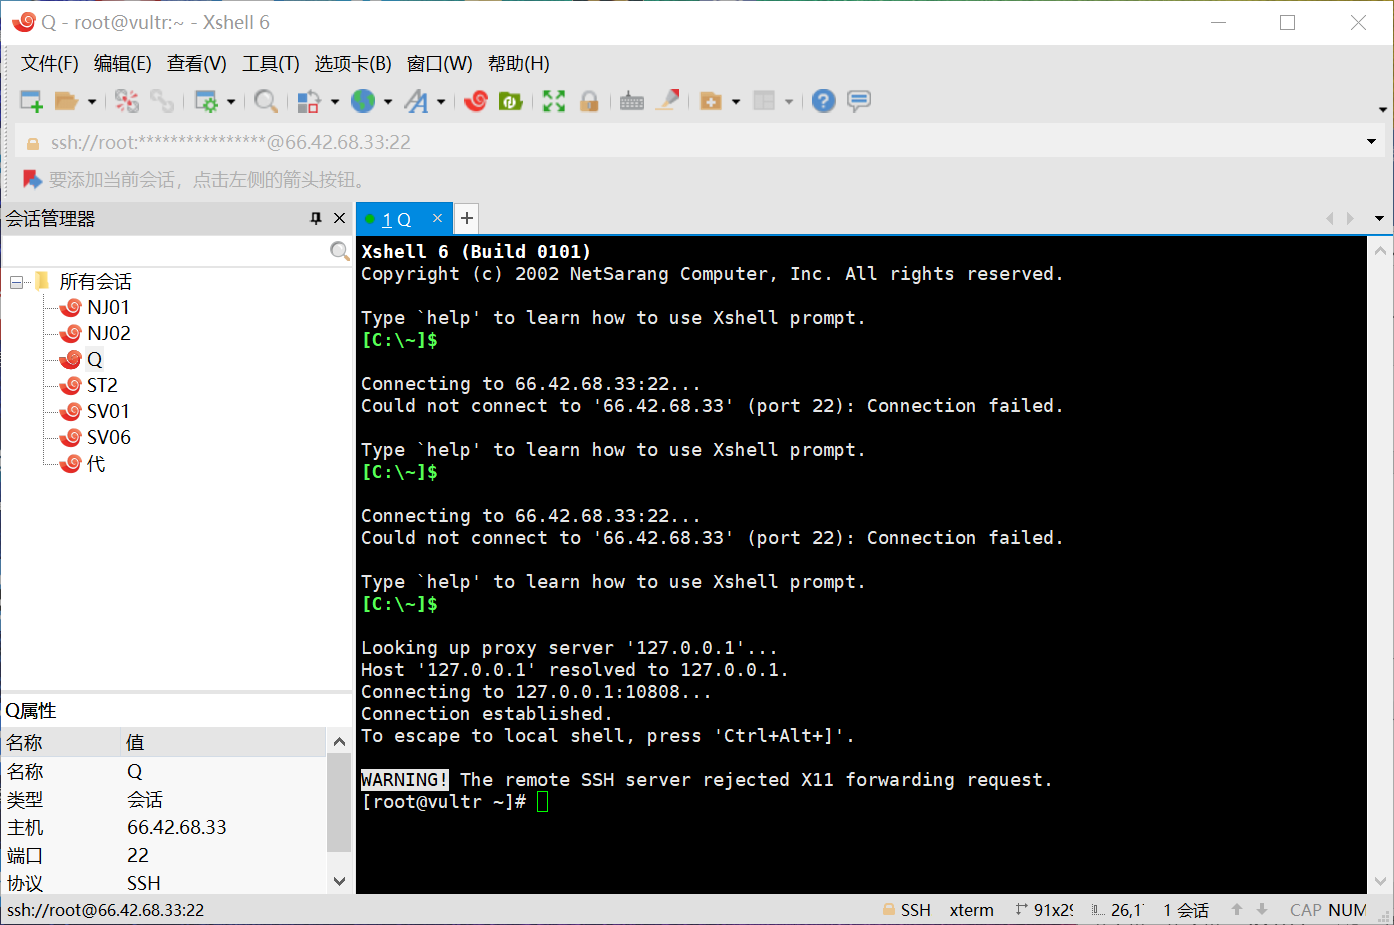 Q - root@vultr:~ - Xshell 6
文件(F) 编辑(E) 查看(V) 工具(T) 选项卡(B) 窗口(W) 帮助(H)
ssh://root:****************@66.42.68.33:22
要添加当前会话，点击左侧的箭头按钮。
会话管理器
所有会话
NJ01
NJ02
Q
ST2
SV01
SV06
代
Q属性
名称 值
名称 Q
类型 会话
主机 66.42.68.33
端口 22
协议 SSH
1 Q
Xshell 6 (Build 0101)
Copyright (c) 2002 NetSarang Computer, Inc. All rights reserved.
Type `help' to learn how to use Xshell prompt.
[C:\~]$
Connecting to 66.42.68.33:22...
Could not connect to '66.42.68.33' (port 22): Connection failed.
Type `help' to learn how to use Xshell prompt.
[C:\~]$
Connecting to 66.42.68.33:22...
Could not connect to '66.42.68.33' (port 22): Connection failed.
Type `help' to learn how to use Xshell prompt.
[C:\~]$
Looking up proxy server '127.0.0.1'...
Host '127.0.0.1' resolved to 127.0.0.1.
Connecting to 127.0.0.1:10808...
Connection established.
To escape to local shell, press 'Ctrl+Alt+]'.
WARNING! The remote SSH server rejected X11 forwarding request.
[root@vultr ~]#
ssh://root@66.42.68.33:22 SSH xterm 91x29 26,1 1 会话 CAP NUM